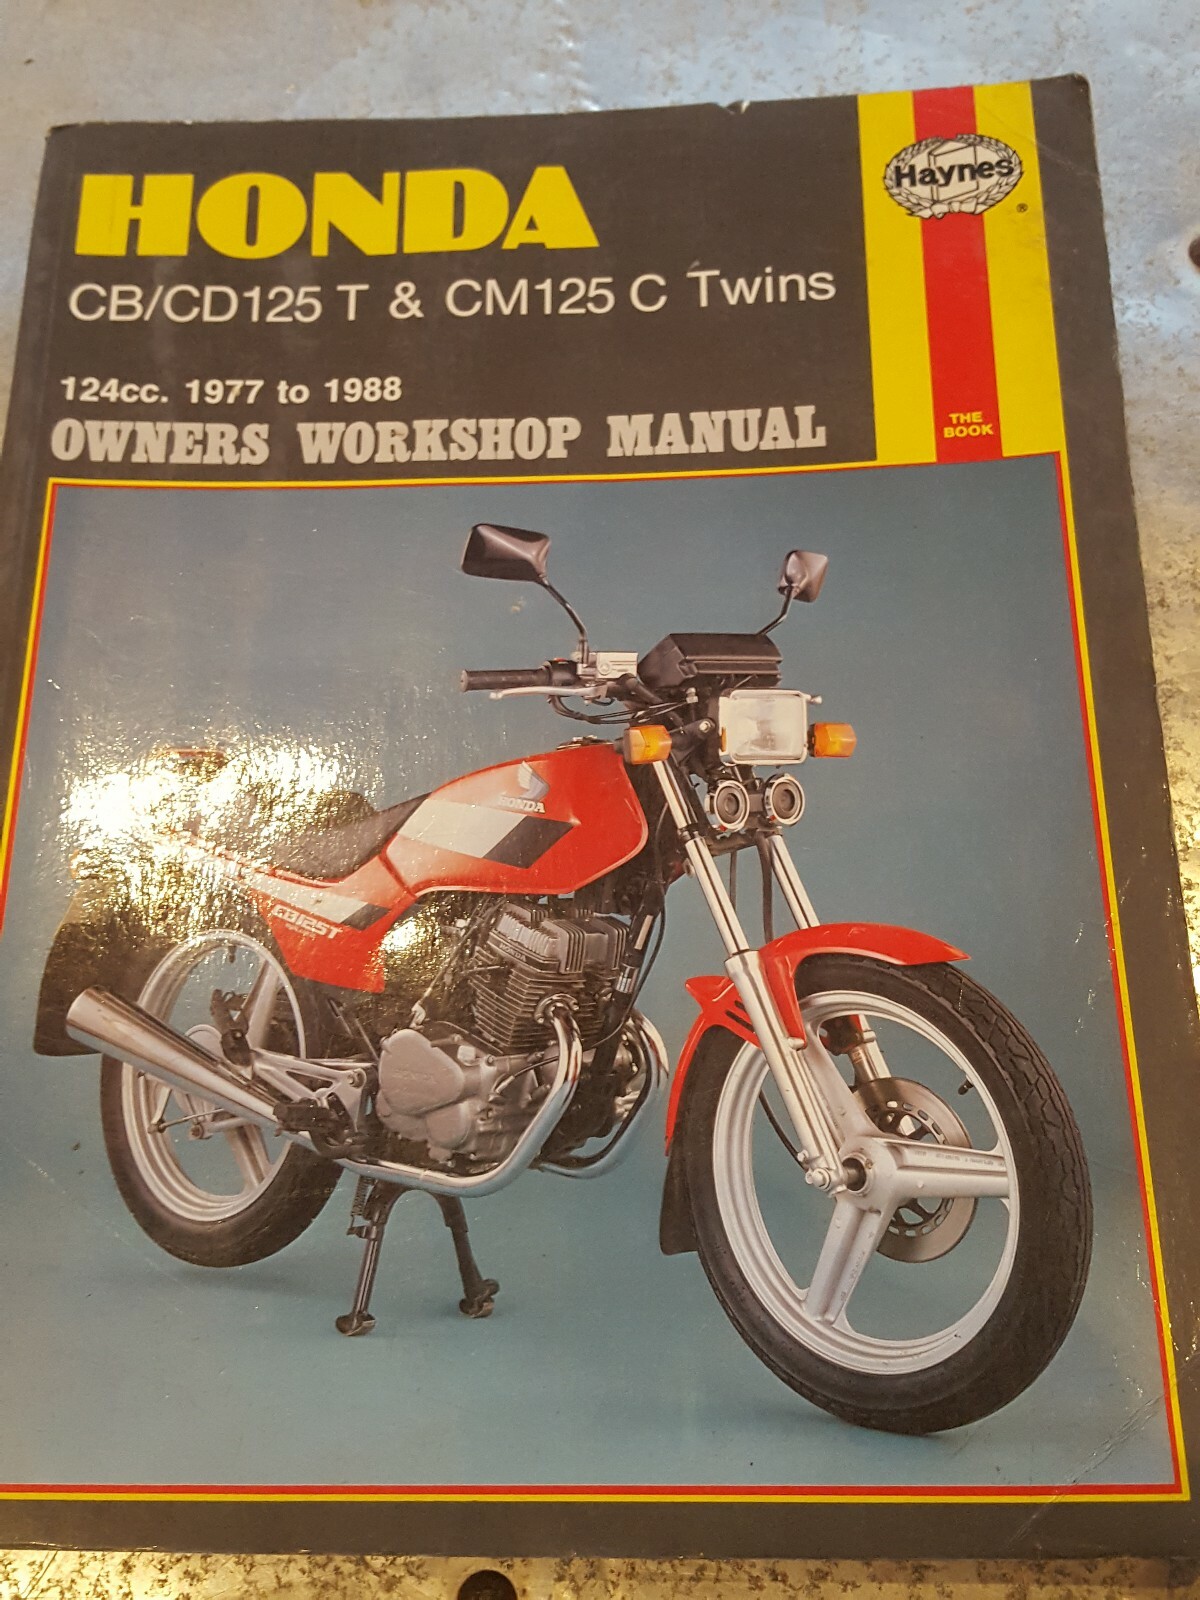 HONDA
Haynes
®
CB/CD125 T & CM125 C Twins
124cc. 1977 to 1988
OWNERS WORKSHOP MANUAL
THE
BOOK
HONDA
CB125T